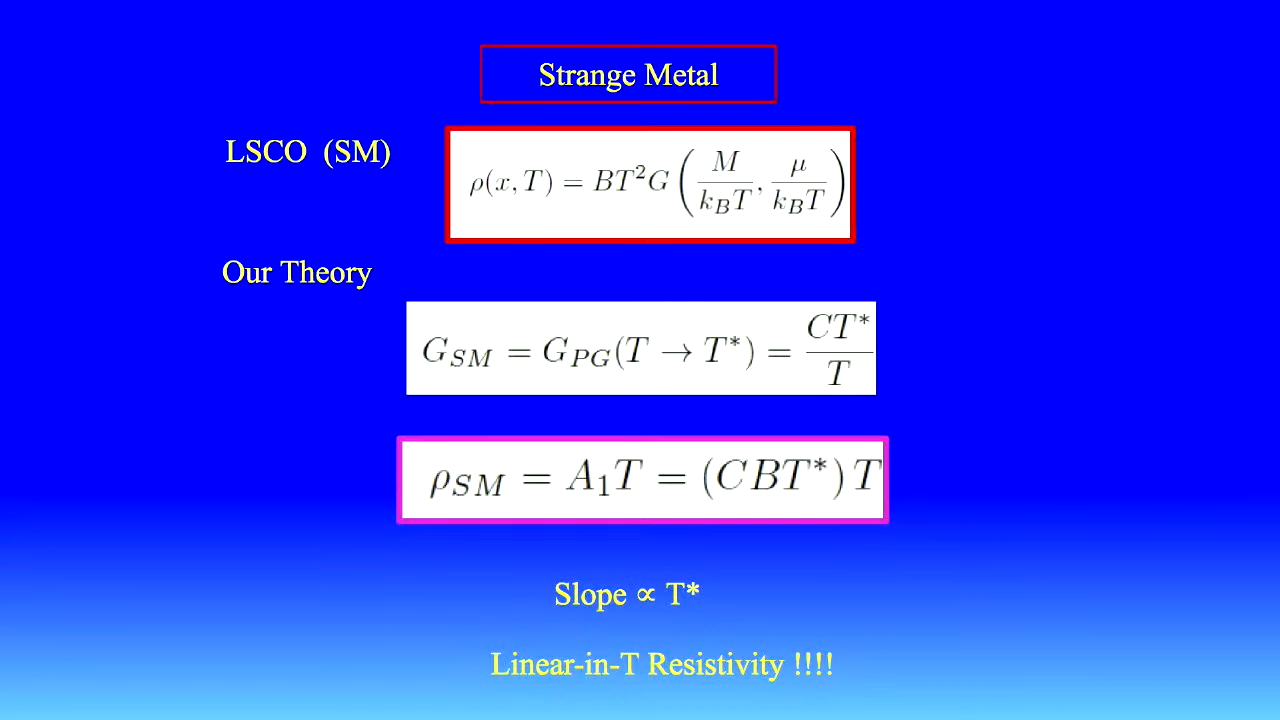 Strange Metal
LSCO (SM)
ρ(x, T) = BT²G (M/k_BT, μ/k_BT)
Our Theory
G_SM = G_PG(T → T*) = CT*/T
ρ_SM = A₁T = (CBT*) T
Slope ∝ T*
Linear-in-T Resistivity !!!!